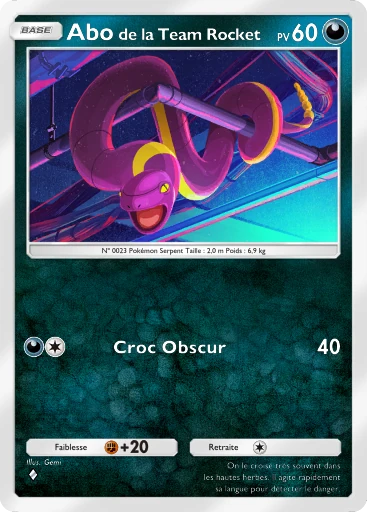 BASE
Abo de la Team Rocket
PV 60
N° 0023 Pokémon Serpent Taille : 2,0 m Poids : 6,9 kg
Croc Obscur 40
Faiblesse +20 Retraite
Illus. Gemi
On le croise très souvent dans
les hautes herbes. Il agite rapidement
sa langue pour détecter le danger.